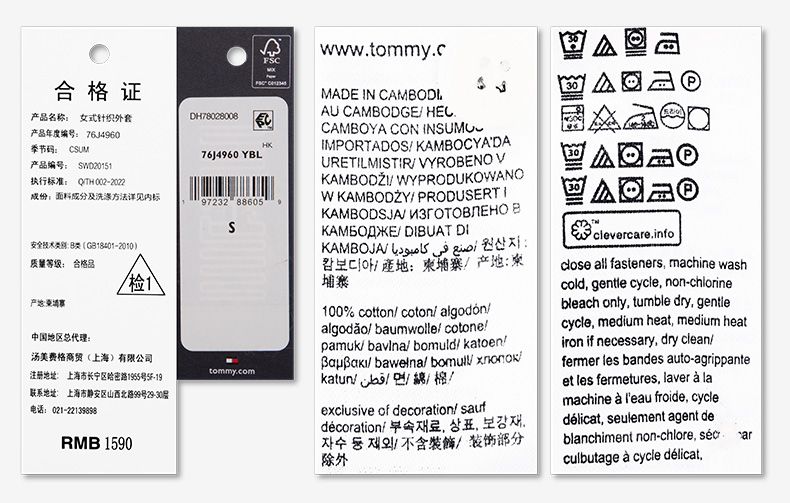 合格证
产品名称: 女式针织外套
产品年度编号: 76J4960
季节码: CSUM
产品编号: SWD20151
执行标准: Q/TH 002-2022
成份: 面料成分及洗涤方法详见内标
安全技术类别: B类 (GB18401-2010)
质量等级: 合格品
检1
产地:柬埔寨
中国地区总代理:
汤美费格商贸 (上海) 有限公司
注册地址: 上海市长宁区哈密路1955号5F-19
联系地址: 上海市静安区山西北路99号29-30层
电话: 021-22139898
RMB 1590
FSC
MIX
Paper
FSC® C012345
DH78028008
HK
76J4960 YBL
1 97232 88605 9
S
tommy.com
www.tommy.c
MADE IN CAMBODI
AU CAMBODGE/ HEC
CAMBOYA CON INSUMOS
IMPORTADOS/ KAMBOÇYA'DA
URETILMISTIR/ VYROBENO V
KAMBODŽI/ WYPRODUKOWANO
W KAMBODŻY/ PRODUSERT I
KAMBODSJA/ ИЗГОТОВЛЕНО В
КАМБОДЖЕ/ DIBUAT DI
KAMBOJA/ صنع في كامبوديا/ 원산지:
캄보디아/ 産地: 柬埔寨/ 产地:柬
埔寨
100% cotton/ coton/ algodón/
algodão/ baumwolle/ cotone/
pamuk/ bavlna/ bomuld/ katoen/
βαμβακι/ bawełna/ bomull/ хлопок/
katun/ قطن/ 면/ 綿/ 棉/
exclusive of decoration/ sauf
décoration/ 부속재료, 상표, 보강재,
자수 등 제외/ 不含裝飾/ 装饰部分
除外
30
30
30
30
P
P
P
P
clevercare.info
close all fasteners, machine wash
cold, gentle cycle, non-chlorine
bleach only, tumble dry, gentle
cycle, medium heat, medium heat
iron if necessary, dry clean/
fermer les bandes auto-agrippante
et les fermetures, laver à la
machine à l'eau froide, cycle
délicat, seulement agent de
blanchiment non-chlore, séc ar
culbutage à cycle délicat,